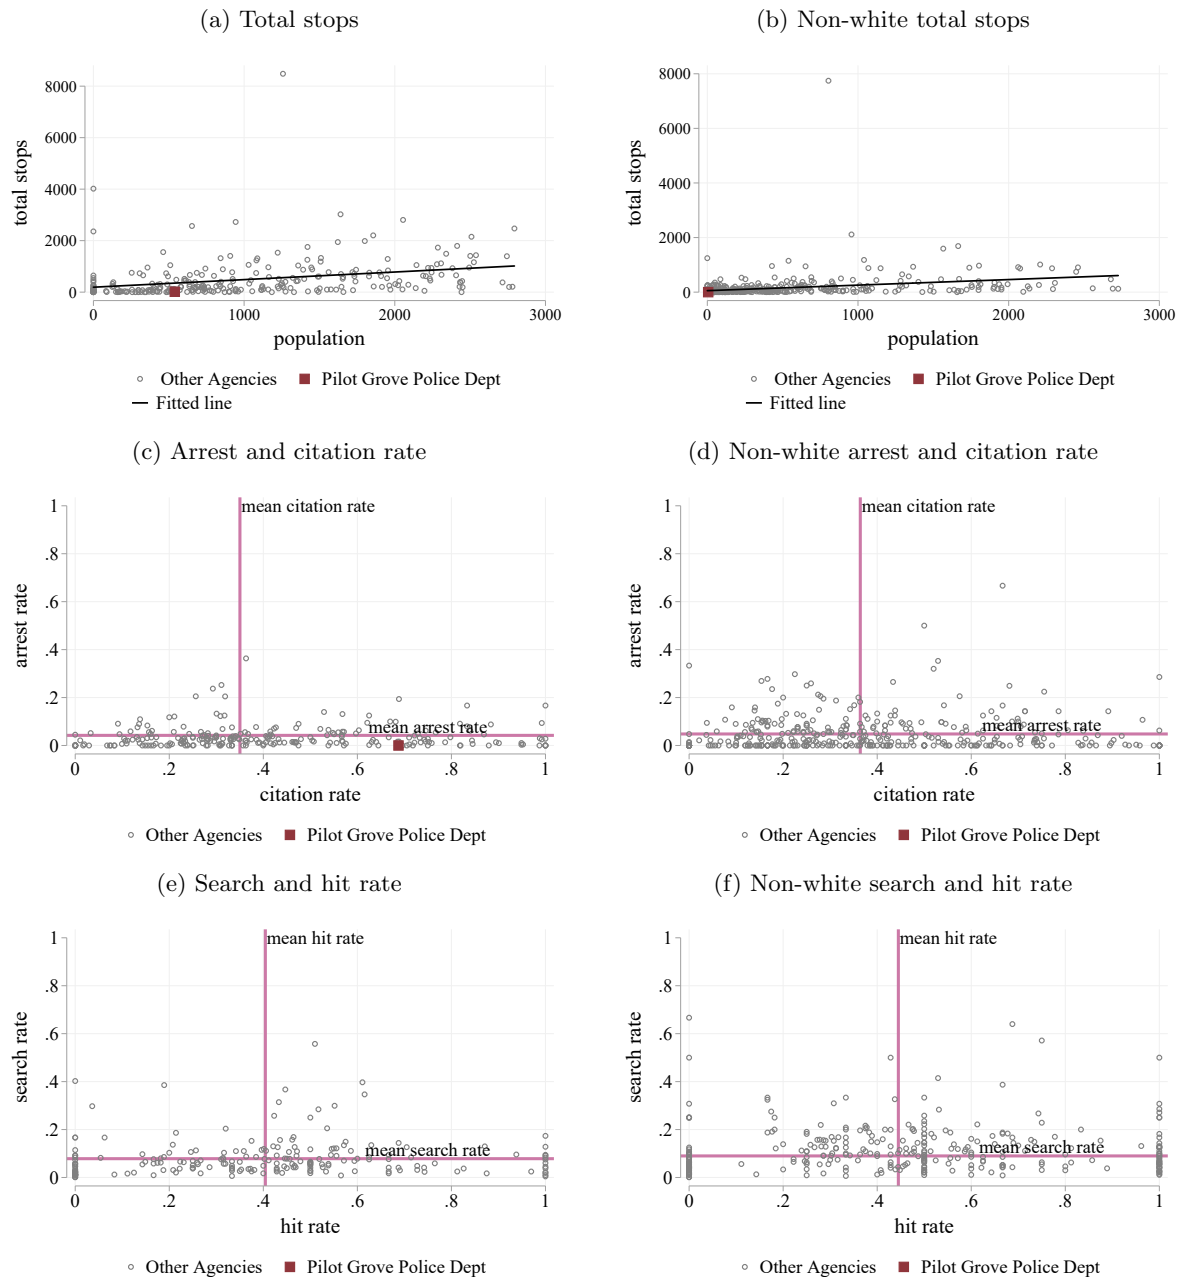 (a) Total stops
(b) Non-white total stops
8000
6000
4000
2000
0
total stops
0
1000
2000
3000
population
Other Agencies
Pilot Grove Police Dept
Fitted line
8000
6000
4000
2000
0
total stops
0
1000
2000
3000
population
Other Agencies
Pilot Grove Police Dept
Fitted line
(c) Arrest and citation rate
(d) Non-white arrest and citation rate
1
.8
.6
.4
.2
0
arrest rate
mean citation rate
mean arrest rate
0
.2
.4
.6
.8
1
citation rate
Other Agencies
Pilot Grove Police Dept
1
.8
.6
.4
.2
0
arrest rate
mean citation rate
mean arrest rate
0
.2
.4
.6
.8
1
citation rate
Other Agencies
Pilot Grove Police Dept
(e) Search and hit rate
(f) Non-white search and hit rate
1
.8
.6
.4
.2
0
search rate
mean hit rate
mean search rate
0
.2
.4
.6
.8
1
hit rate
Other Agencies
Pilot Grove Police Dept
1
.8
.6
.4
.2
0
search rate
mean hit rate
mean search rate
0
.2
.4
.6
.8
1
hit rate
Other Agencies
Pilot Grove Police Dept